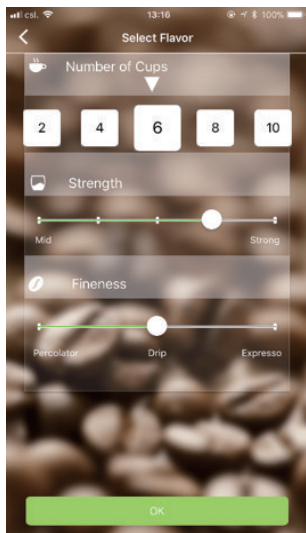 csl. 13:16 100%
Select Flavor
Number of Cups
2 4 6 8 10
Strength
Mid Strong
Fineness
Percolator Drip Expresso
OK